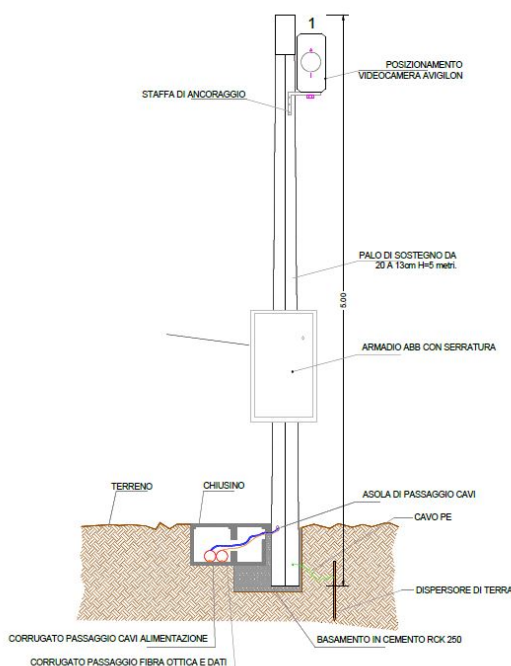 1
POSIZIONAMENTO
VIDEOCAMERA AVIGILON
STAFFA DI ANCORAGGIO
PALO DI SOSTEGNO DA
20 A 13cm H=5 metri.
5.00
ARMADIO ABB CON SERRATURA
TERRENO
CHIUSINO
ASOLA DI PASSAGGIO CAVI
CAVO PE
DISPERSORE DI TERRA
CORRUGATO PASSAGGIO CAVI ALIMENTAZIONE
BASAMENTO IN CEMENTO RCK 250
CORRUGATO PASSAGGIO FIBRA OTTICA E DATI